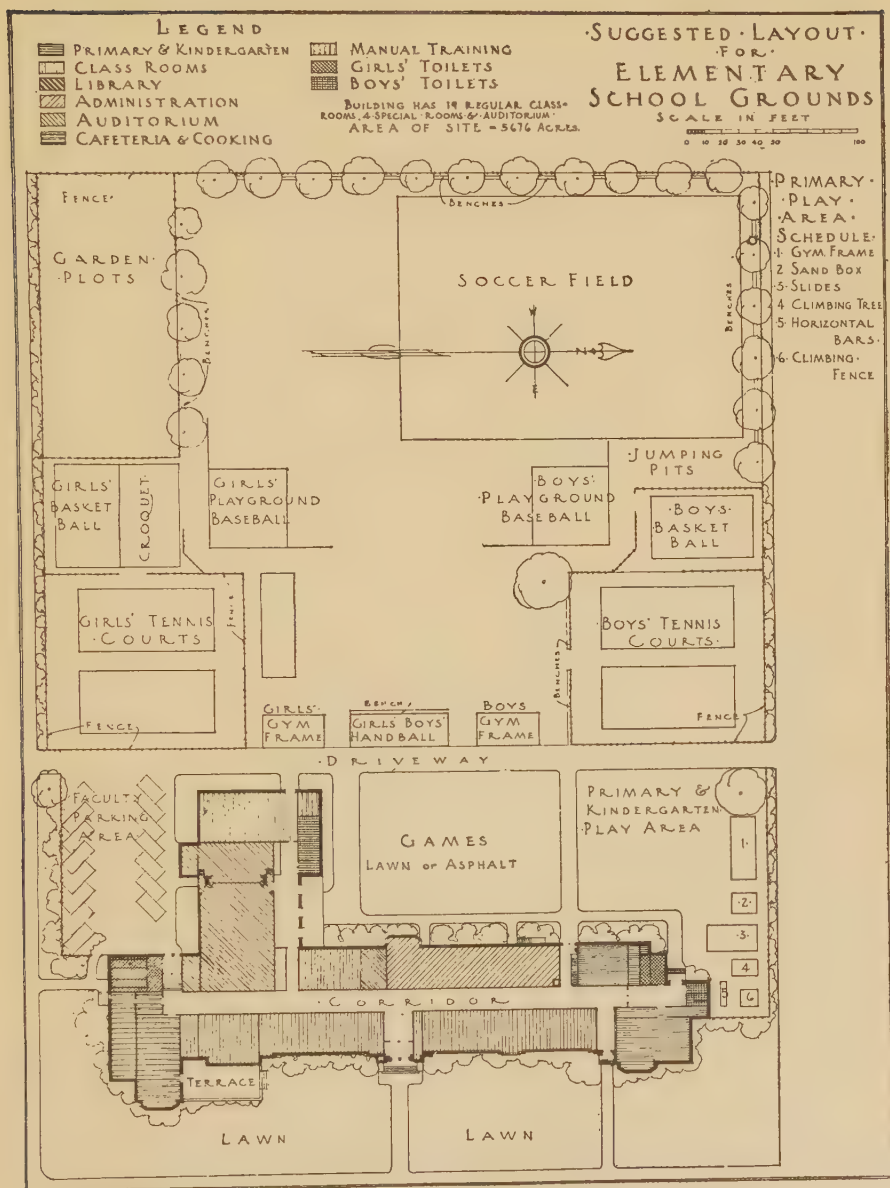 LEGEND
PRIMARY & KINDERGARTEN
CLASS ROOMS
LIBRARY
ADMINISTRATION
AUDITORIUM
CAFETERIA & COOKING
MANUAL TRAINING
GIRLS' TOILETS
BOYS' TOILETS
BUILDING HAS 19 REGULAR CLASS-
ROOMS, 4 SPECIAL ROOMS & AUDITORIUM.
AREA OF SITE = 5676 ACRES.
·SUGGESTED·LAYOUT·
·FOR·
ELEMENTARY
SCHOOL GROUNDS
SCALE IN FEET
0 10 20 30 40 50 100
FENCE·
GARDEN·
·PLOTS·
BENCHES
BENCHES
SOCCER FIELD
W
N
E
BENCHES
PRIMARY·
·PLAY·
·AREA·
SCHEDULE·
·1· GYM. FRAME
2 SAND BOX
·3· SLIDES
4 CLIMBING TREE
5· HORIZONTAL
BARS·
·6· CLIMBING·
FENCE
GIRLS'
BASKET
BALL
CROQUET·
GIRLS'
PLAYGROUND
BASEBALL
·BOYS'
·PLAYGROUND
BASEBALL
·JUMPING
PITS
·BOYS·
BASKET
BALL
GIRLS' TENNIS
·COURTS
FENCE
BOYS' TENNIS
COURTS·
BENCHES
FENCE
GIRLS'
GYM
FRAME
BENCH
GIRLS' BOYS'
HANDBALL
BOYS
GYM
FRAME
FENCE
·DRIVEWAY
FACULTY
PARKING
AREA
GAMES
LAWN or ASPHALT
PRIMARY &
KINDERGARTEN
PLAY AREA
1·
·2·
·3·
4
6
·CORRIDOR
TERRACE
LAWN
LAWN